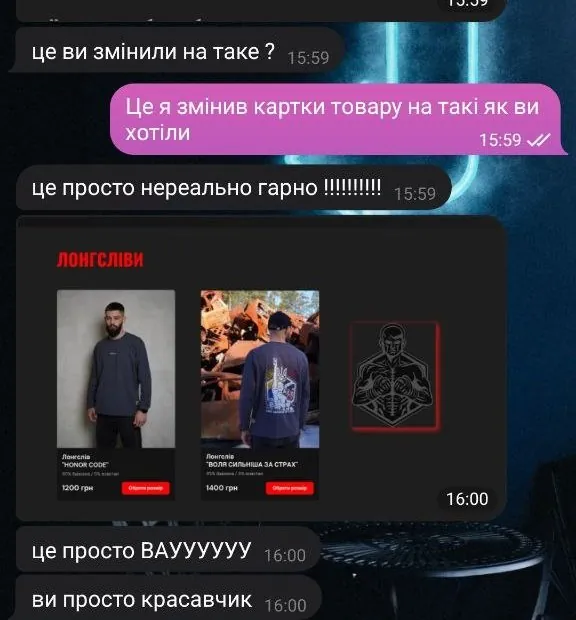 15:59
це ви змінили на таке ? 15:59
Це я змінив картки товару на такі як ви
хотіли
15:59
це просто нереально гарно !!!!!!!!!! 15:59
ЛОНГСЛІВИ
Лонгслів
"HONOR CODE"
1200 грн Обрати розмір
Лонгслів
"ВОЛЯ СИЛЬНІША ЗА СТРАХ"
1400 грн Обрати розмір
16:00
це просто ВАУУУУУУ 16:00
ви просто красавчик 16:00